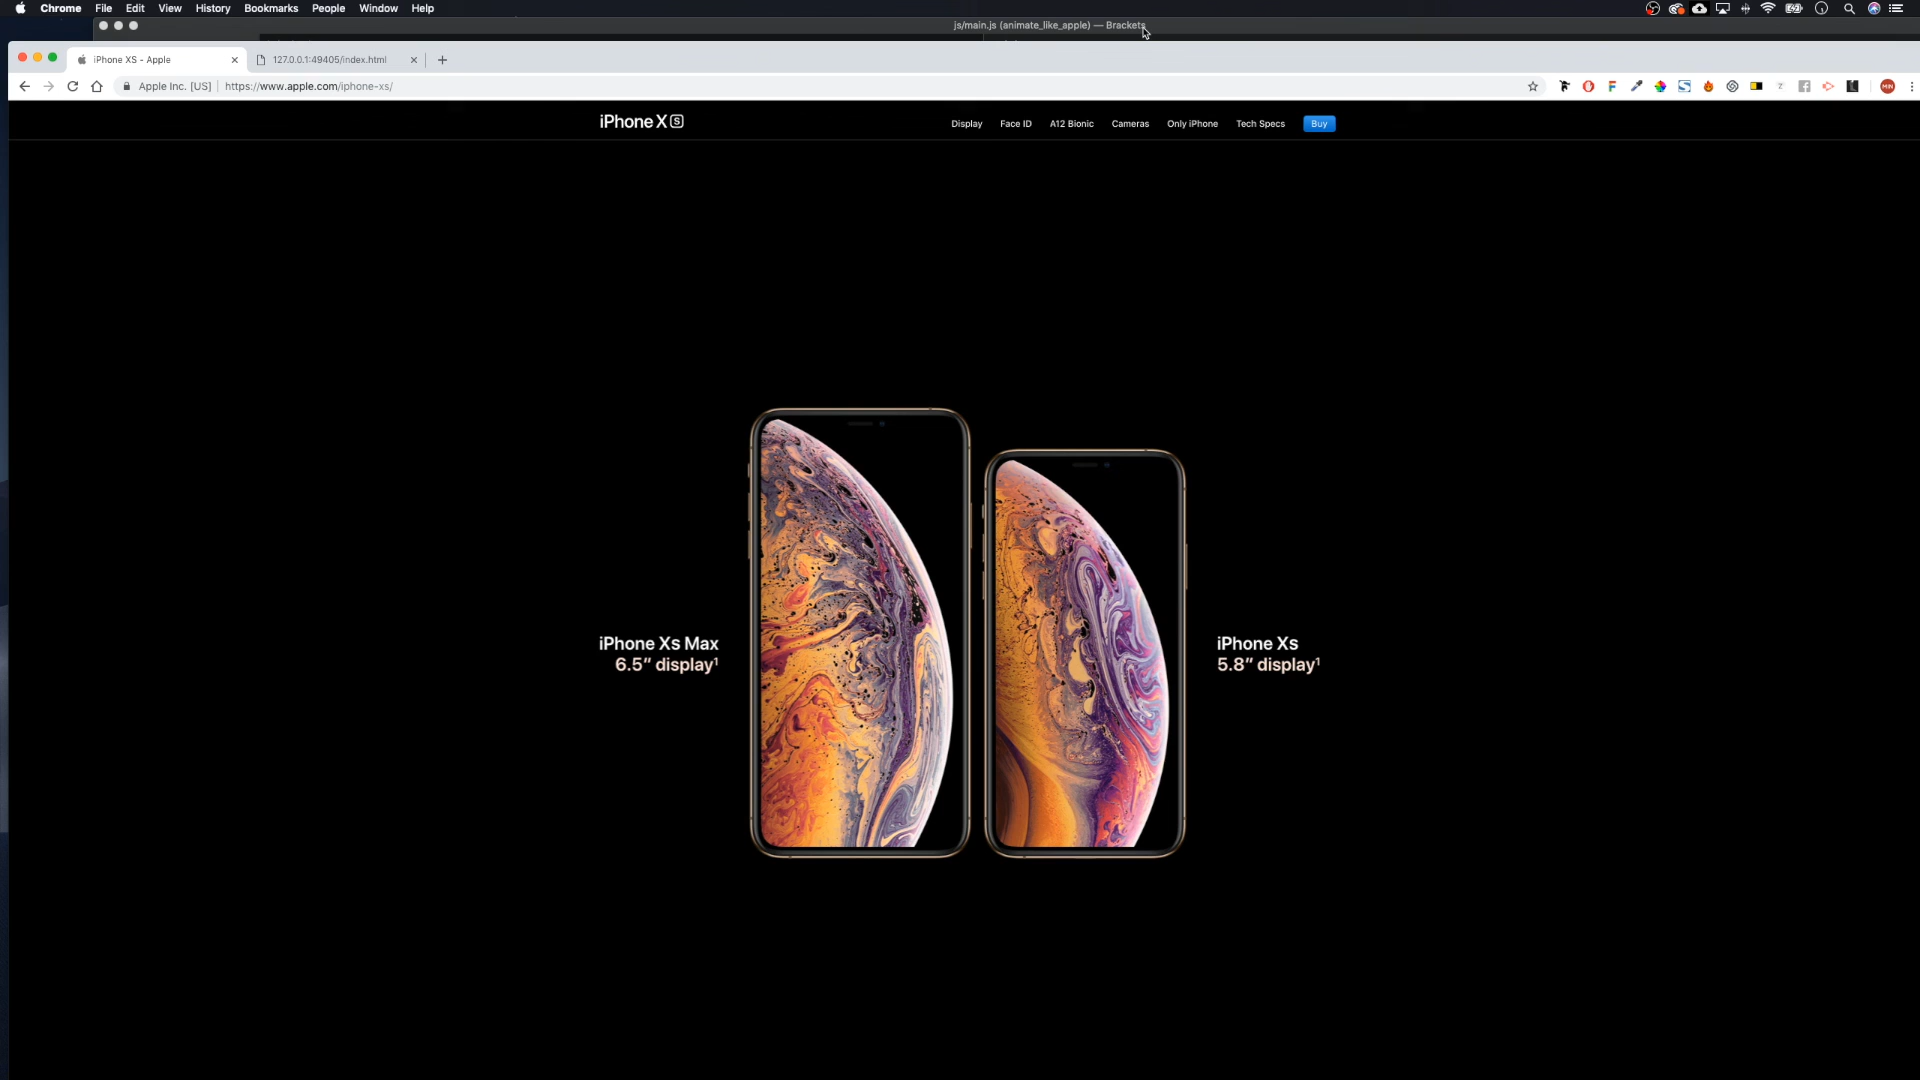 Chrome File Edit View History Bookmarks People Window Help
js/main.js (animate_like_apple) — Brackets
iPhone XS - Apple
127.0.0.1:49405/index.html
Apple Inc. [US] https://www.apple.com/iphone-xs/
iPhone XS
Display Face ID A12 Bionic Cameras Only iPhone Tech Specs Buy
iPhone Xs Max
6.5″ display¹
iPhone Xs
5.8″ display¹